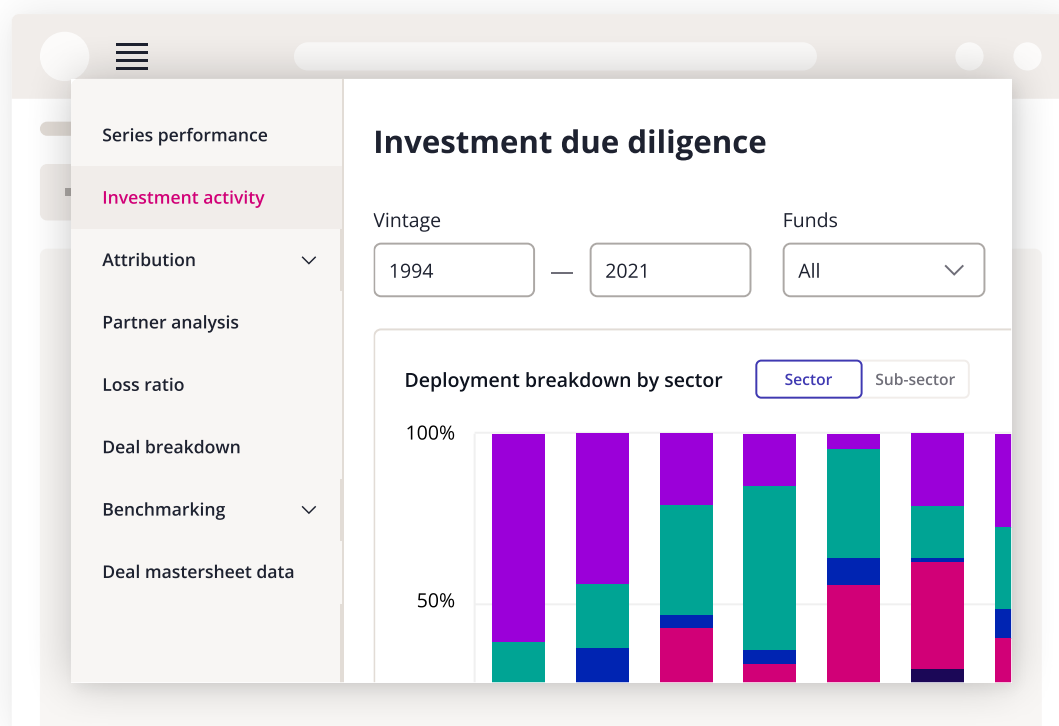 Series performance
Investment activity
Attribution
Partner analysis
Loss ratio
Deal breakdown
Benchmarking
Deal mastersheet data
Investment due diligence
Vintage
Funds
1994 — 2021
All
Deployment breakdown by sector
Sector
Sub-sector
100%
50%